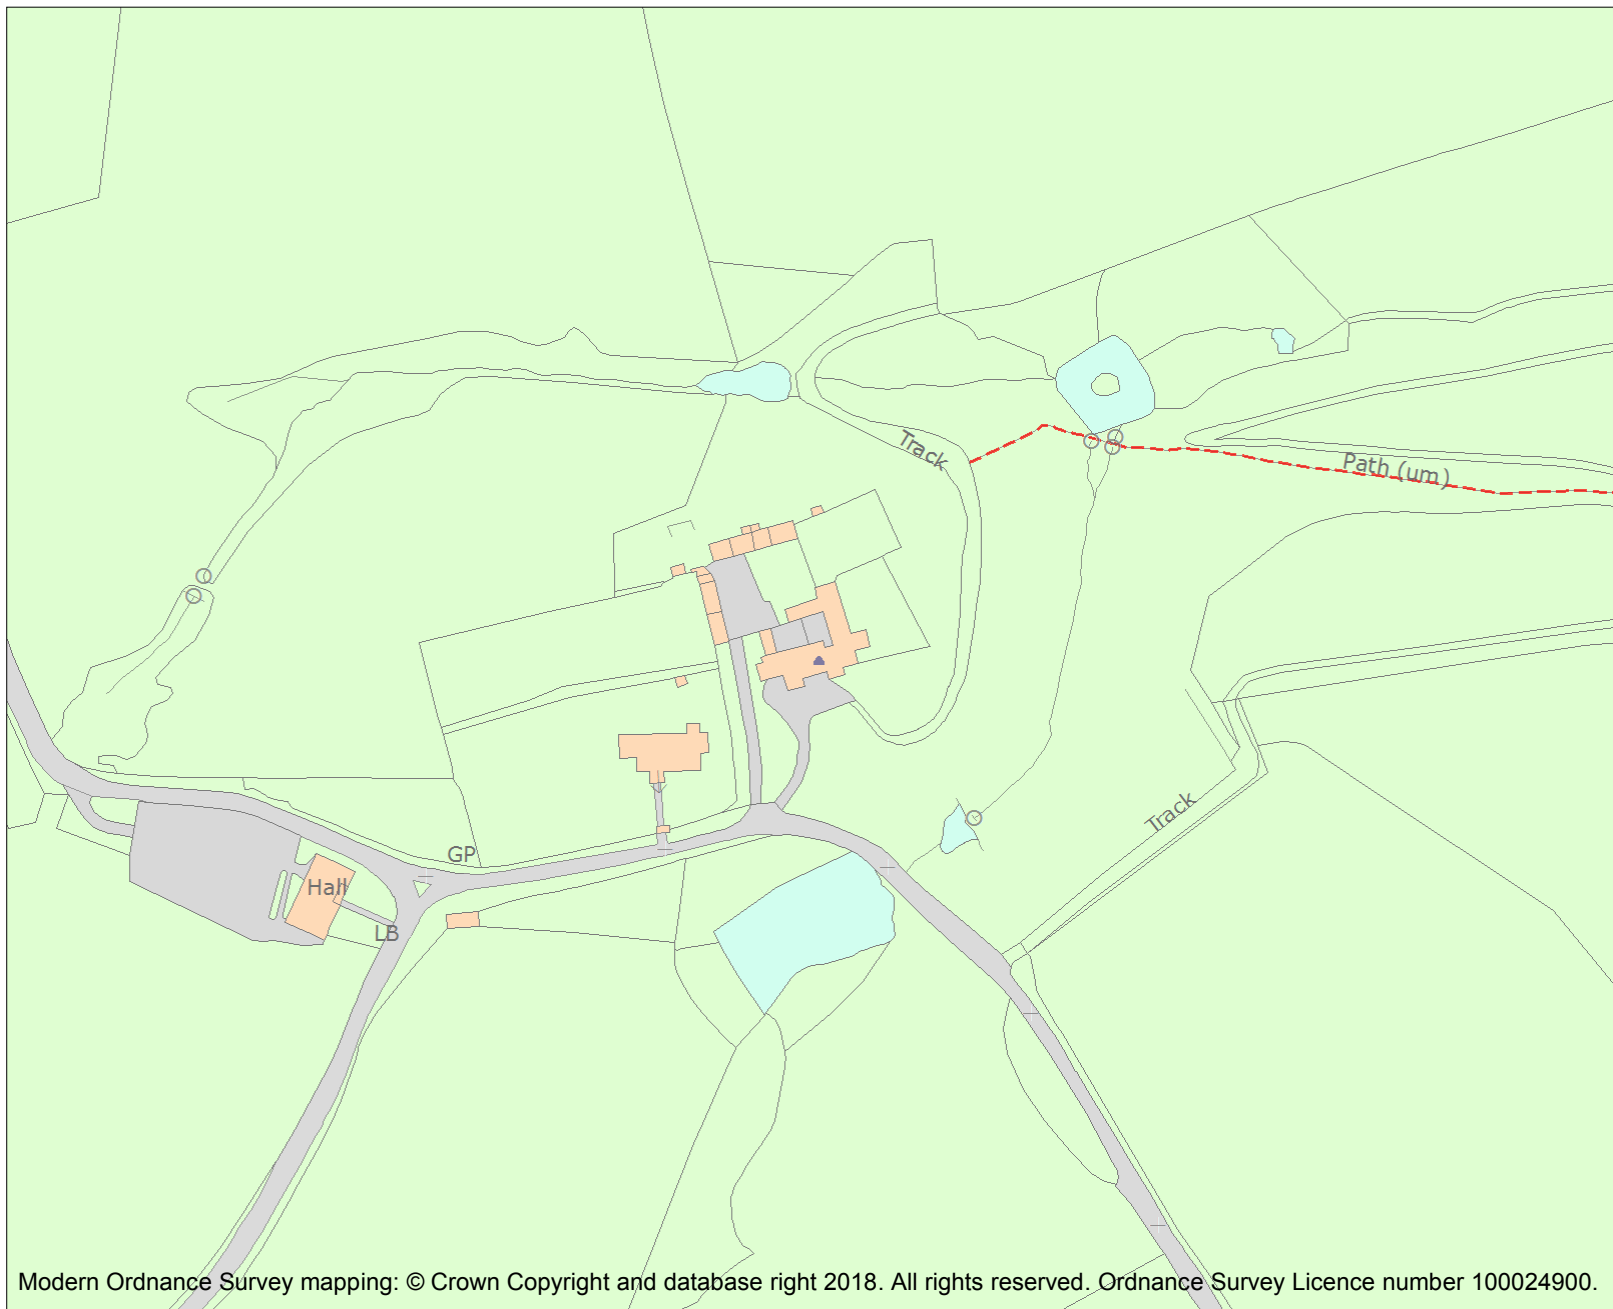 Track
Path (um)
Track
GP
Hall
LB
Modern Ordnance Survey mapping: © Crown Copyright and database right 2018. All rights reserved. Ordnance Survey Licence number 100024900.